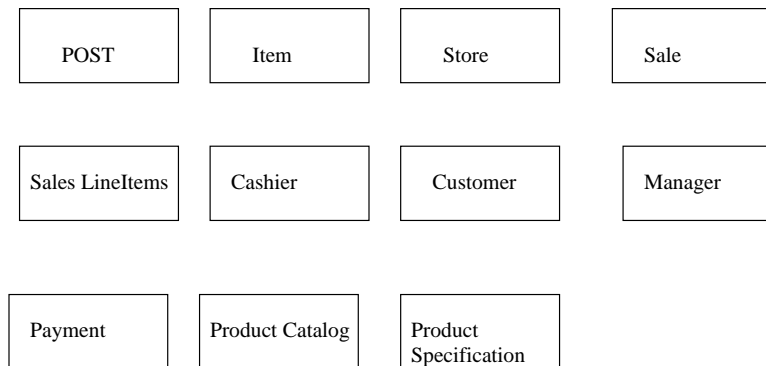 POST
Item
Store
Sale
Sales LineItems
Cashier
Customer
Manager
Payment
Product Catalog
Product
Specification